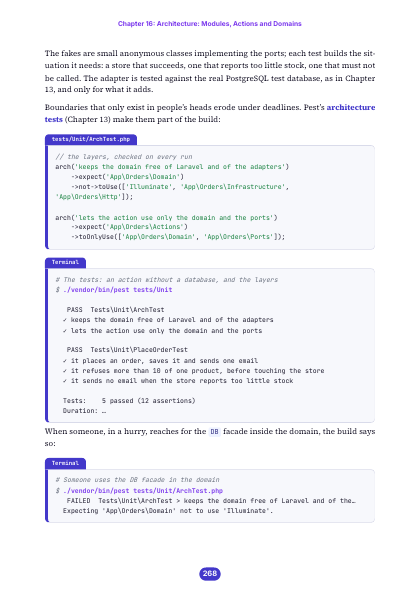 Chapter 16: Architecture: Modules, Actions and Domains
The fakes are small anonymous classes implementing the ports; each test builds the sit-
uation it needs: a store that succeeds, one that reports too little stock, one that must not
be called. The adapter is tested against the real PostgreSQL test database, as in Chapter
13, and only for what it adds.
Boundaries that only exist in people's heads erode under deadlines. Pest's architecture
tests (Chapter 13) make them part of the build:
tests/Unit/ArchTest.php
// the layers, checked on every run
arch('keeps the domain free of Laravel and of the adapters')
    ->expect('App\Orders\Domain')
    ->not->toUse(['Illuminate', 'App\Orders\Infrastructure',
'App\Orders\Http']);
arch('lets the action use only the domain and the ports')
    ->expect('App\Orders\Actions')
    ->toOnlyUse(['App\Orders\Domain', 'App\Orders\Ports']);
Terminal
# The tests: an action without a database, and the layers
$ ./vendor/bin/pest tests/Unit
   PASS  Tests\Unit\ArchTest
  ✓ keeps the domain free of Laravel and of the adapters
  ✓ lets the action use only the domain and the ports
   PASS  Tests\Unit\PlaceOrderTest
  ✓ it places an order, saves it and sends one email
  ✓ it refuses more than 10 of one product, before touching the store
  ✓ it sends no email when the store reports too little stock
  Tests:    5 passed (12 assertions)
  Duration: …
When someone, in a hurry, reaches for the DB facade inside the domain, the build says
so:
Terminal
# Someone uses the DB facade in the domain
$ ./vendor/bin/pest tests/Unit/ArchTest.php
   FAILED  Tests\Unit\ArchTest > keeps the domain free of Laravel and of the…
  Expecting 'App\Orders\Domain' not to use 'Illuminate'.
268